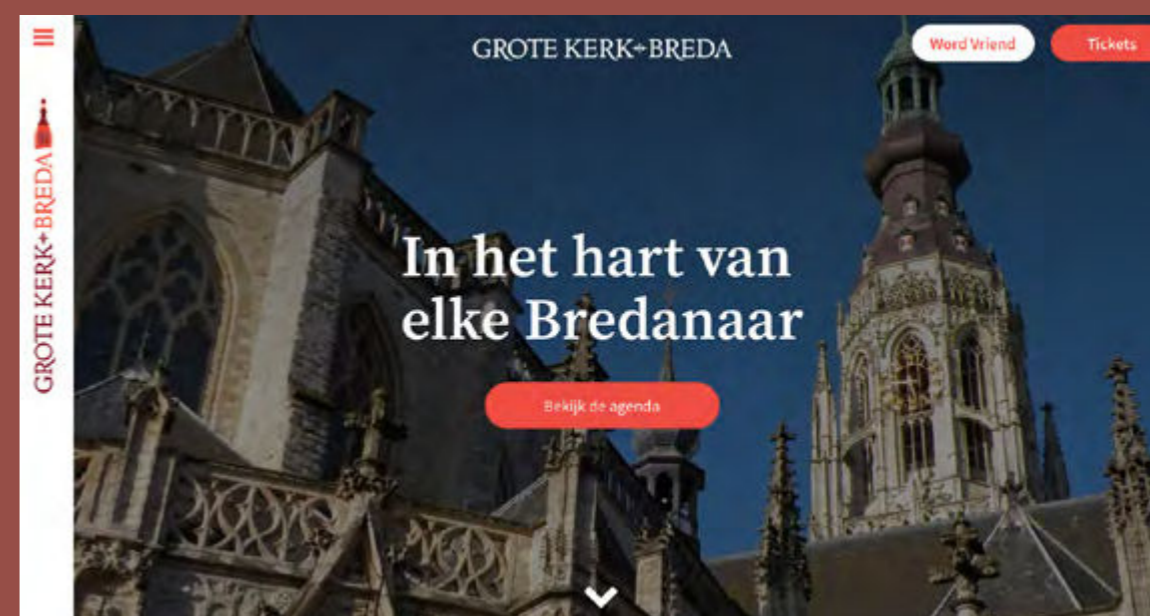 GROTE KERK+BREDA
Word Vriend
Tickets
GROTE KERK+BREDA
In het hart van
elke Bredanaar
Bekijk de agenda